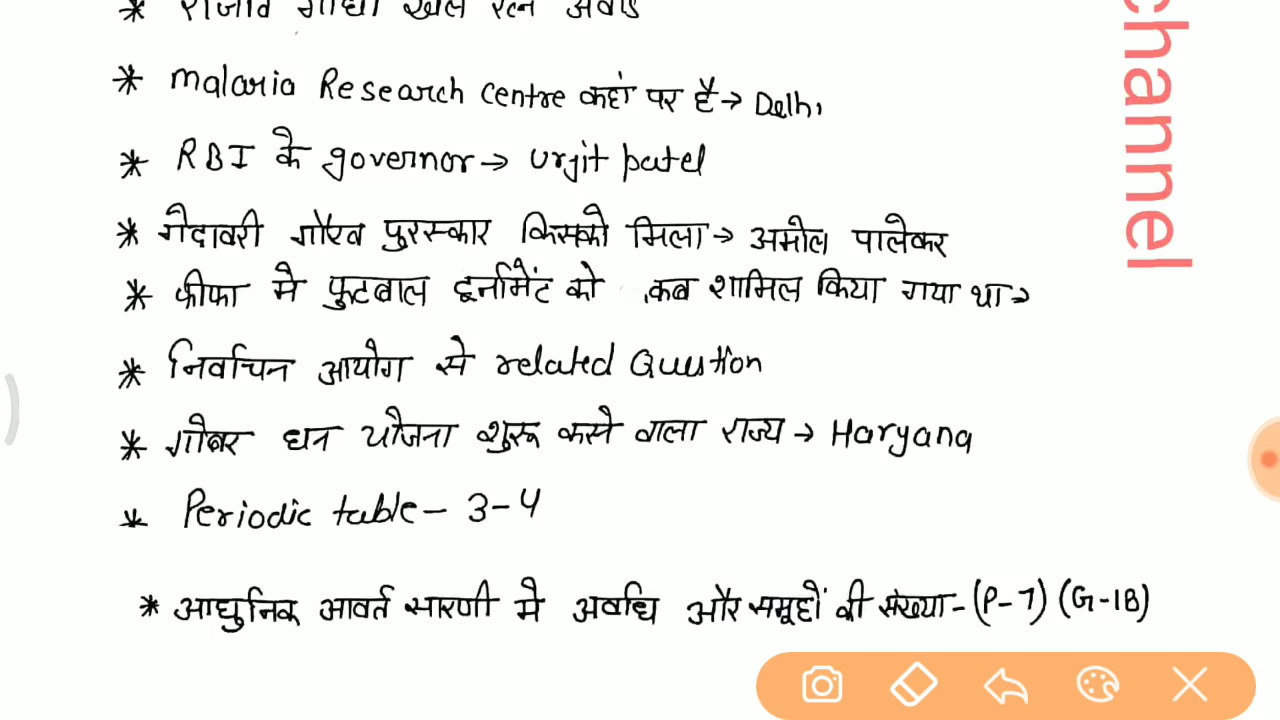 * राजीव गांधी खेल रत्न अवार्ड
* Malaria Research Centre कहां पर है → Delhi
* RBI के governor → Urjit patel
* गोदावरी गौरव पुरस्कार किसको मिला → अमोल पालेकर
* फीफा मे फुटबाल टूर्नामेंट को कब शामिल किया गया था →
* निर्वाचन आयोग से related Question
* गोबर धन योजना शुरू करने वाला राज्य → Haryana
* Periodic table - 3-4
* आधुनिक आवर्त सारणी मे अवधि और समूहों की संख्या - (P-7) (G-18)
channel